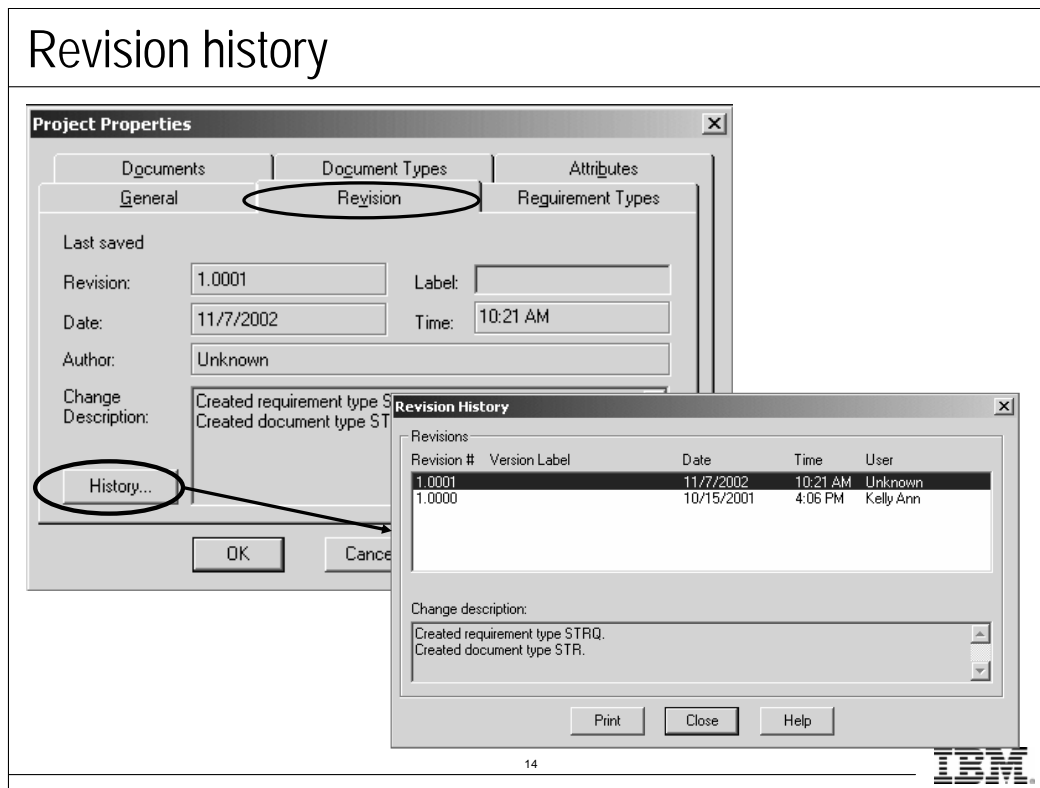 Revision history
Project Properties
Documents Document Types Attributes
General Revision Requirement Types
Last saved
Revision: 1.0001 Label:
Date: 11/7/2002 Time: 10:21 AM
Author: Unknown
Change Description:
Created requirement type S
Created document type ST
History...
OK Cance
Revision History
Revisions
Revision # Version Label Date Time User
1.0001 11/7/2002 10:21 AM Unknown
1.0000 10/15/2001 4:06 PM Kelly Ann
Change description:
Created requirement type STRQ.
Created document type STR.
Print Close Help
14
IBM.